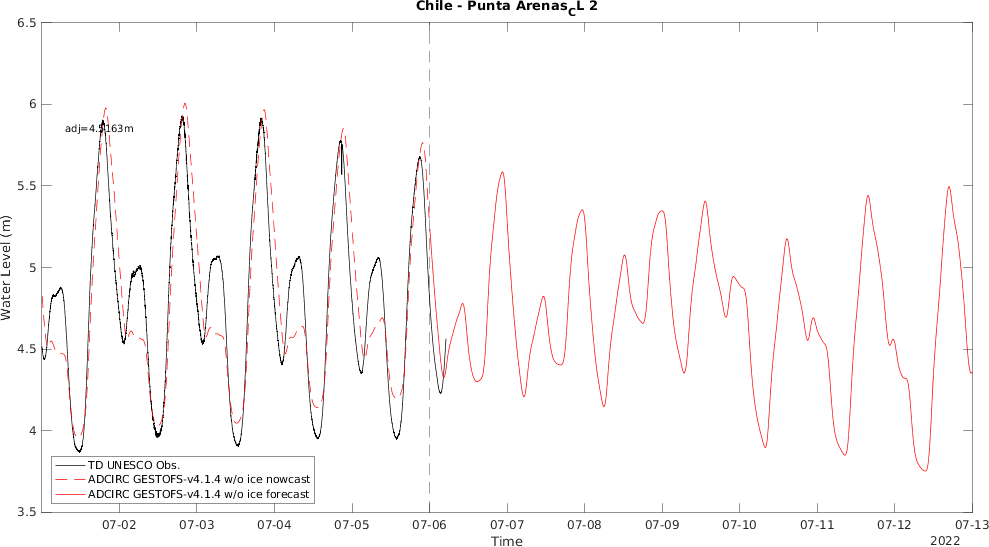 Chile - Punta Arenas_CL 2
6.5
6
5.5
5
4.5
4
3.5
Water Level (m)
adj=4.5163m
TD UNESCO Obs.
ADCIRC GESTOFS-v4.1.4 w/o ice nowcast
ADCIRC GESTOFS-v4.1.4 w/o ice forecast
07-02 07-03 07-04 07-05 07-06 07-07 07-08 07-09 07-10 07-11 07-12 07-13
Time
2022